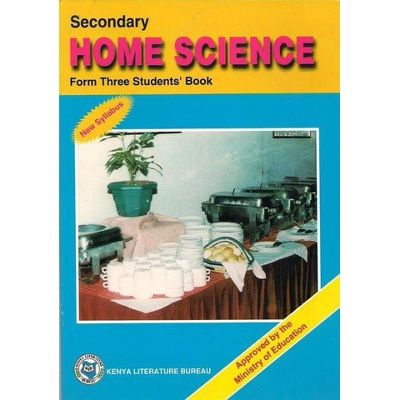 Secondary
HOME SCIENCE
Form Three Students' Book
New Syllabus
Approved by the
Ministry of Education
KENYA LITERATURE BUREAU